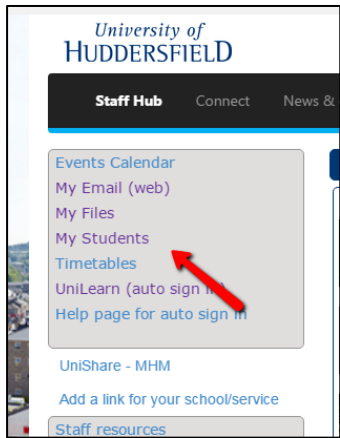 University of
HUDDERSFIELD
Staff Hub Connect News &
Events Calendar
My Email (web)
My Files
My Students
Timetables
UniLearn (auto sign in)
Help page for auto sign in
UniShare - MHM
Add a link for your school/service
Staff resources